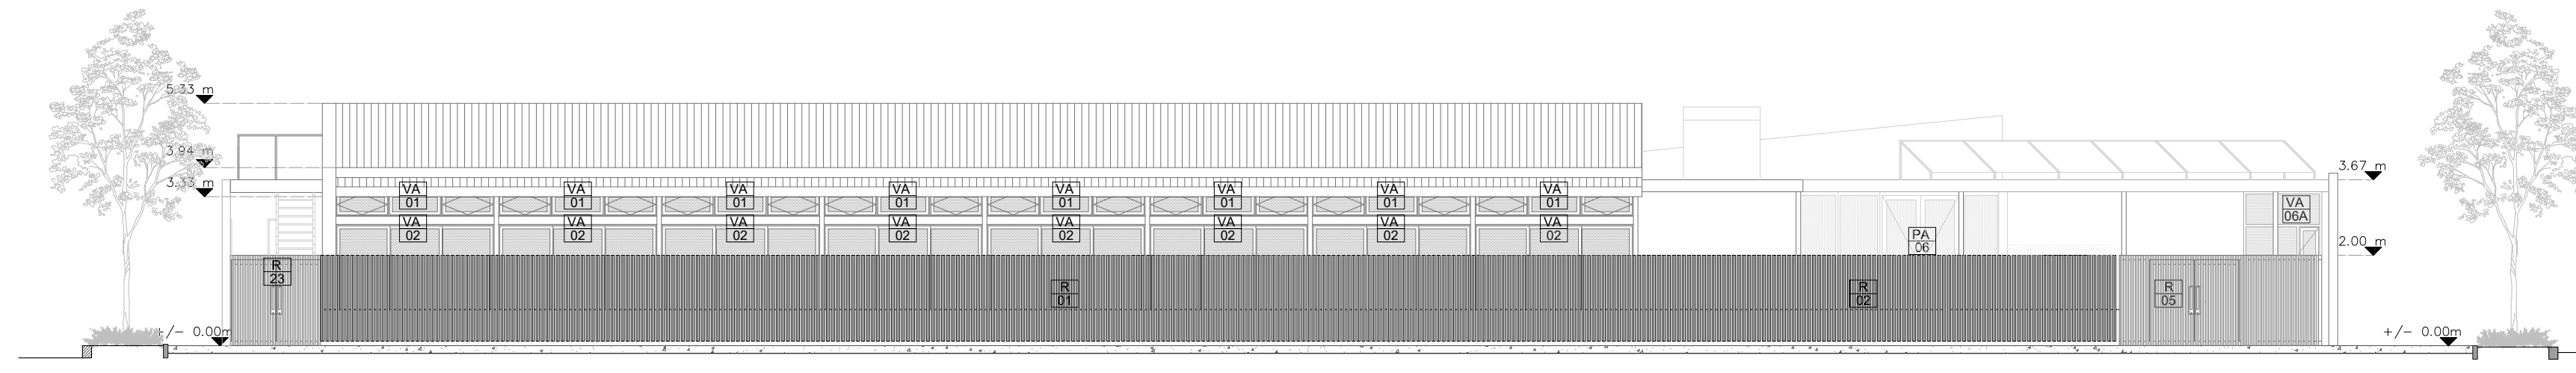 5.33 m
3.94 m
3.67 m
3.33 m
VA VA VA VA VA VA VA VA
01 01 01 01 01 01 01 01
VA
06A
VA VA VA VA VA VA VA VA
02 02 02 02 02 02 02 02
PA
06
2.00 m
R
23
R
01
R
02
R
05
+/- 0.00m
+/- 0.00m